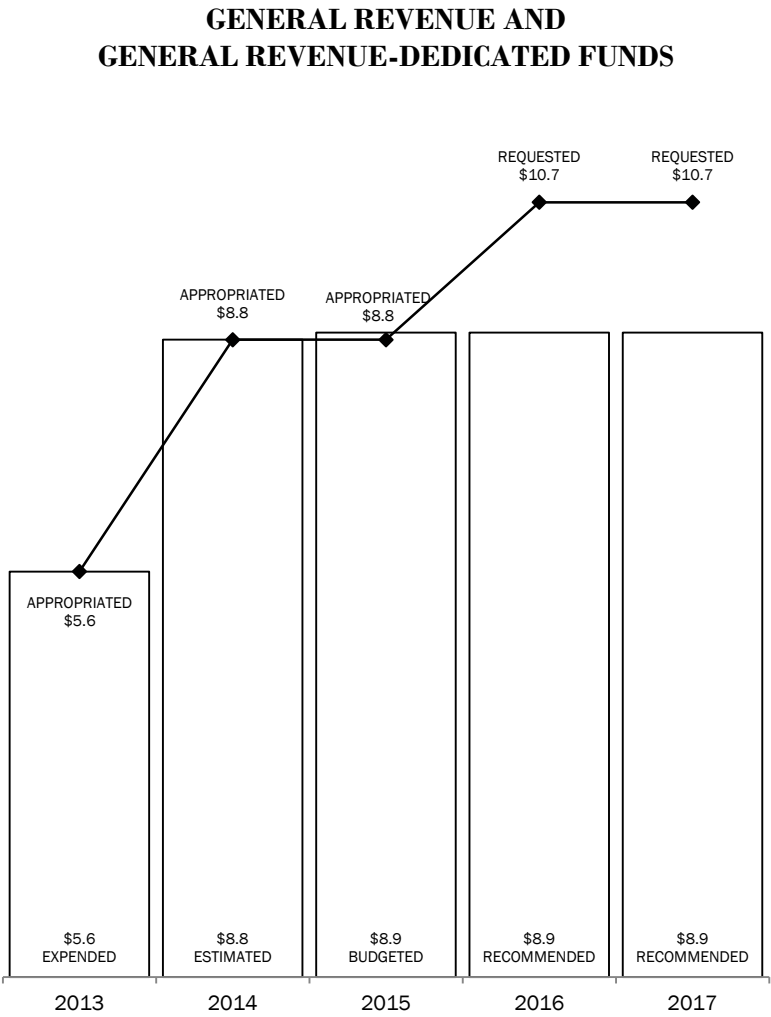 GENERAL REVENUE AND
GENERAL REVENUE-DEDICATED FUNDS
REQUESTED
$10.7
REQUESTED
$10.7
APPROPRIATED
$8.8
APPROPRIATED
$8.8
APPROPRIATED
$5.6
$5.6
EXPENDED
$8.8
ESTIMATED
$8.9
BUDGETED
$8.9
RECOMMENDED
$8.9
RECOMMENDED
2013
2014
2015
2016
2017